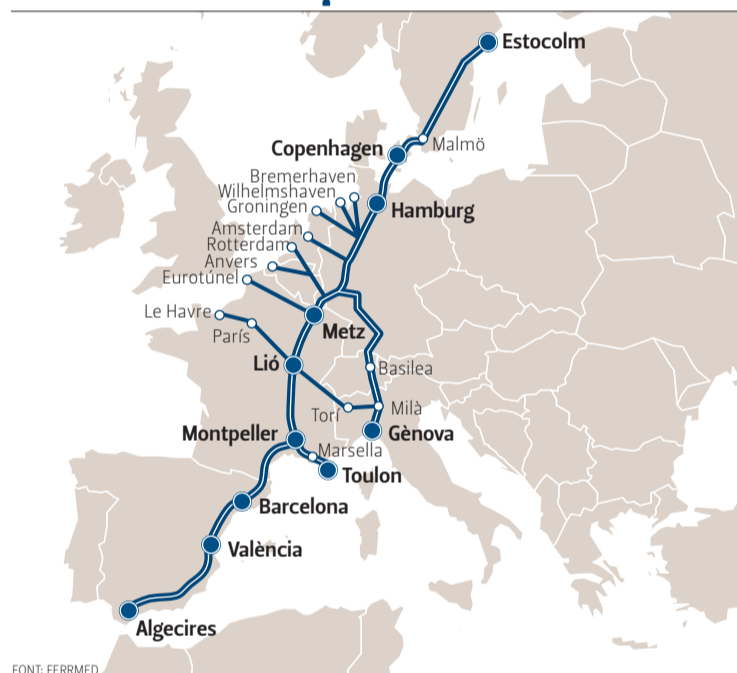 Estocolm
Malmö
Copenhagen
Bremerhaven
Wilhelmshaven
Groningen
Hamburg
Amsterdam
Rotterdam
Anvers
Eurotúnel
Le Havre
París
Metz
Lió
Basilea
Torí
Milà
Gènova
Montpeller
Marsella
Toulon
Barcelona
València
Algecires
FONT: FERRMED